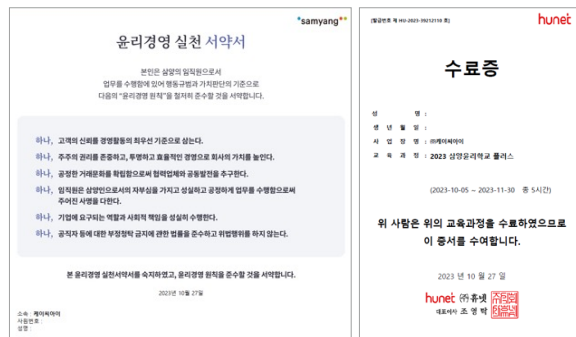 samyang
윤리경영 실천 서약서
본인은 삼양의 임직원으로서
업무를 수행함에 있어 행동규범과 가치판단의 기준으로
다음의 "윤리경영 원칙"을 철저히 준수할 것을 서약합니다.
하나, 고객의 신뢰를 경영활동의 최우선 기준으로 삼는다.
하나, 주주의 권리를 존중하고, 투명하고 효율적인 경영으로 회사의 가치를 높인다.
하나, 공정한 거래문화를 확립함으로써 협력업체와 공동발전을 추구한다.
하나, 임직원은 삼양인으로서의 자부심을 가지고 성실하고 공정하게 업무를 수행함으로써
주어진 사명을 다한다.
하나, 기업에 요구되는 역할과 사회적 책임을 성실히 수행한다.
하나, 공직자 등에 대한 부정청탁 금지에 관한 법률을 준수하고 위법행위를 하지 않는다.
본 윤리경영 실천서약서를 숙지하였고, 윤리경영 원칙을 준수할 것을 서약합니다.
2023년 10월 27일
소속 : 케이씨아이
사원번호 :
성명 :
[발급번호 제 HU-2023-39212110 호]
hunet
수료증
성 명 :
생 년 월 일 :
사 업 장 명 : ㈜케이씨아이
교 육 과 정 : 2023 삼양윤리학교 플러스
(2023-10-05 ~ 2023-11-30 총 5시간)
위 사람은 위의 교육과정을 수료하였으므로
이 증서를 수여합니다.
2023 년 10 월 27 일
hunet ㈜휴넷
대표이사 조 영 탁